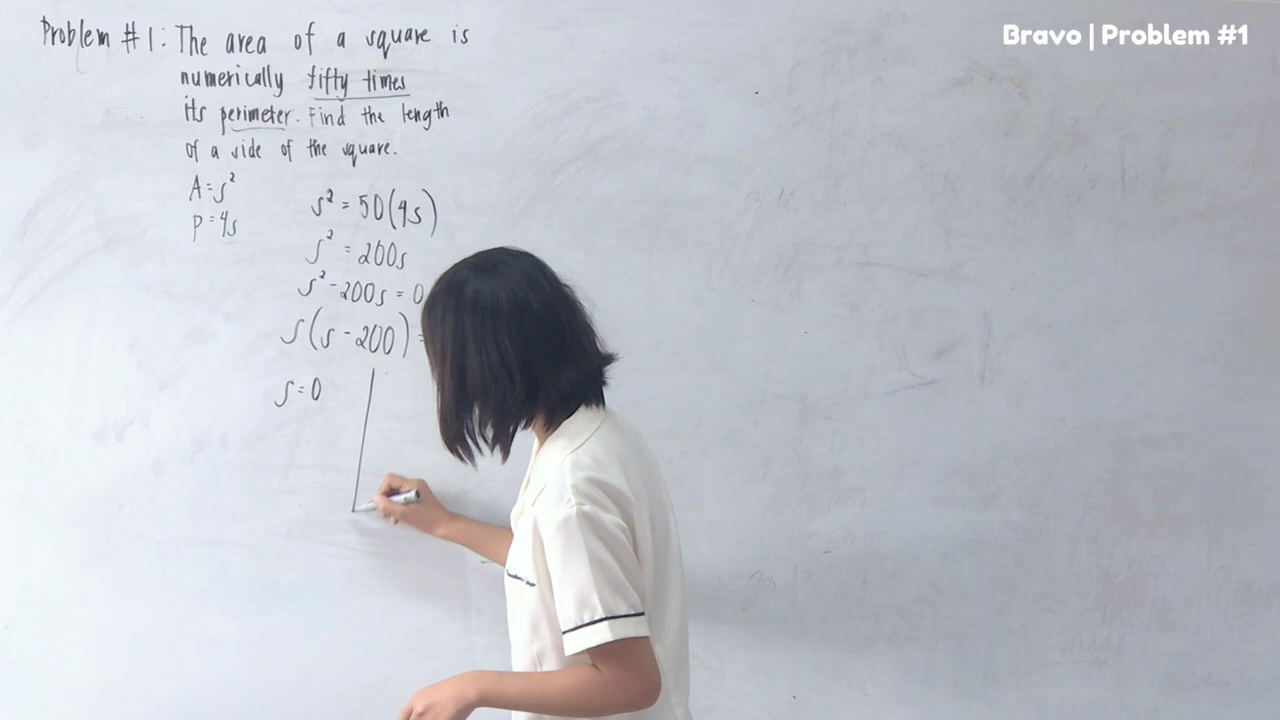 Bravo | Problem #1
Problem # 1: The area of a square is
numerically fifty times
its perimeter. Find the length
of a side of the square.
A = s²
P = 4s
s² = 50(4s)
s² = 200s
s² - 200s = 0
s(s - 200) =
s = 0